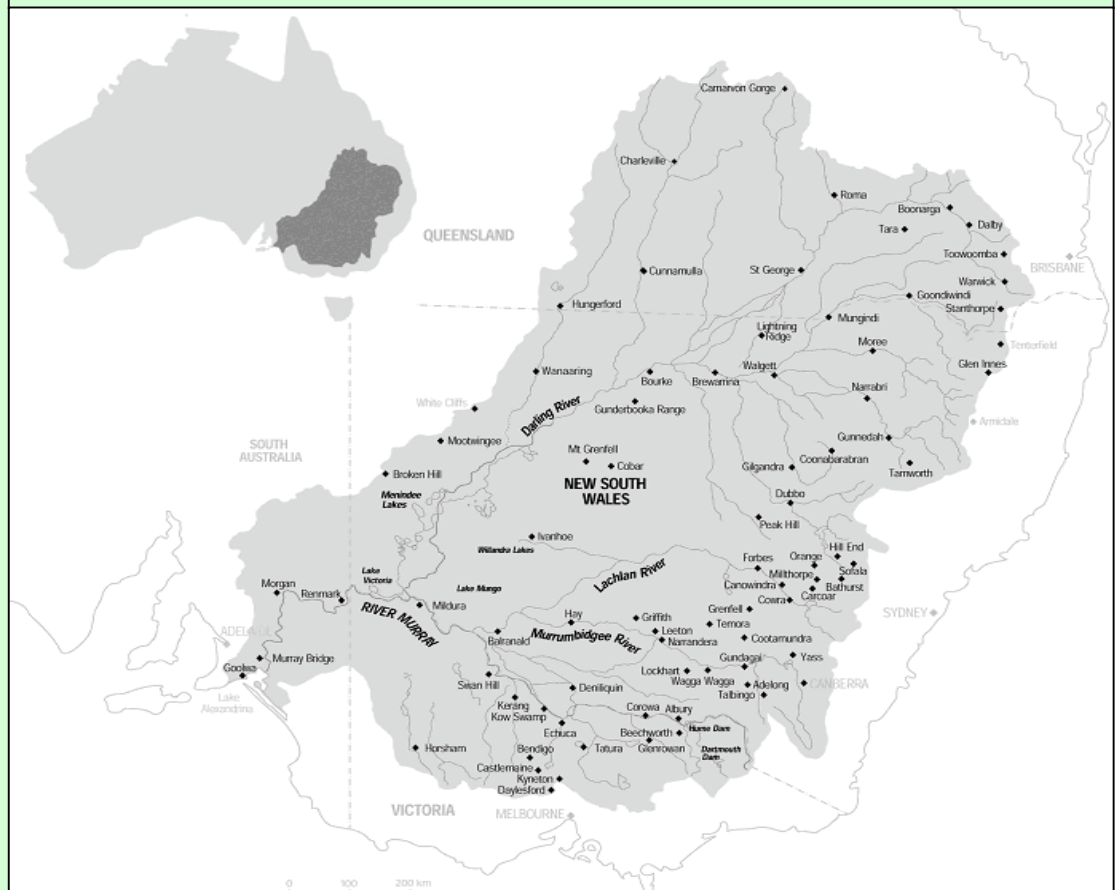 Carnarvon Gorge
Charleville
Roma
Boonarga
Dalby
Tara
QUEENSLAND
Toowoomba
BRISBANE
Cunnamulla
St George
Warwick
Goondiwindi
Hungerford
Stanthorpe
Mungindi
Lightning
Ridge
Moree
Tenterfield
Glen Innes
Walgett
Wanaaring
Bourke
Brewarrina
Narrabri
White Cliffs
Gunderbooka Range
Darling River
Armidale
Mootwingee
Gunnedah
SOUTH
AUSTRALIA
Mt Grenfell
Coonabarabran
Cobar
Gilgandra
Tamworth
Broken Hill
NEW SOUTH
WALES
Menindee
Lakes
Dubbo
Peak Hill
Ivanhoe
Willandra Lakes
Hill End
Forbes
Orange
Sofala
Lake
Victoria
Lachlan River
Millthorpe
Morgan
Lake Mungo
Canowindra
Bathurst
Renmark
Carcoar
Cowra
Mildura
RIVER MURRAY
Grenfell
SYDNEY
Hay
Griffith
Temora
ADELAIDE
Leeton
Balranald
Murrumbidgee River
Narrandera
Cootamundra
Murray Bridge
Gundagai
Yass
Goolwa
Lockhart
Wagga Wagga
Swan Hill
Deniliquin
Adelong
CANBERRA
Talbingo
Lake
Alexandrina
Kerang
Corowa
Albury
Kow Swamp
Hume Dam
Echuca
Beechworth
Horsham
Bendigo
Tatura
Glenrowan
Dartmouth
Dam
Castlemaine
Kyneton
Daylesford
VICTORIA
MELBOURNE
0 100 200 km